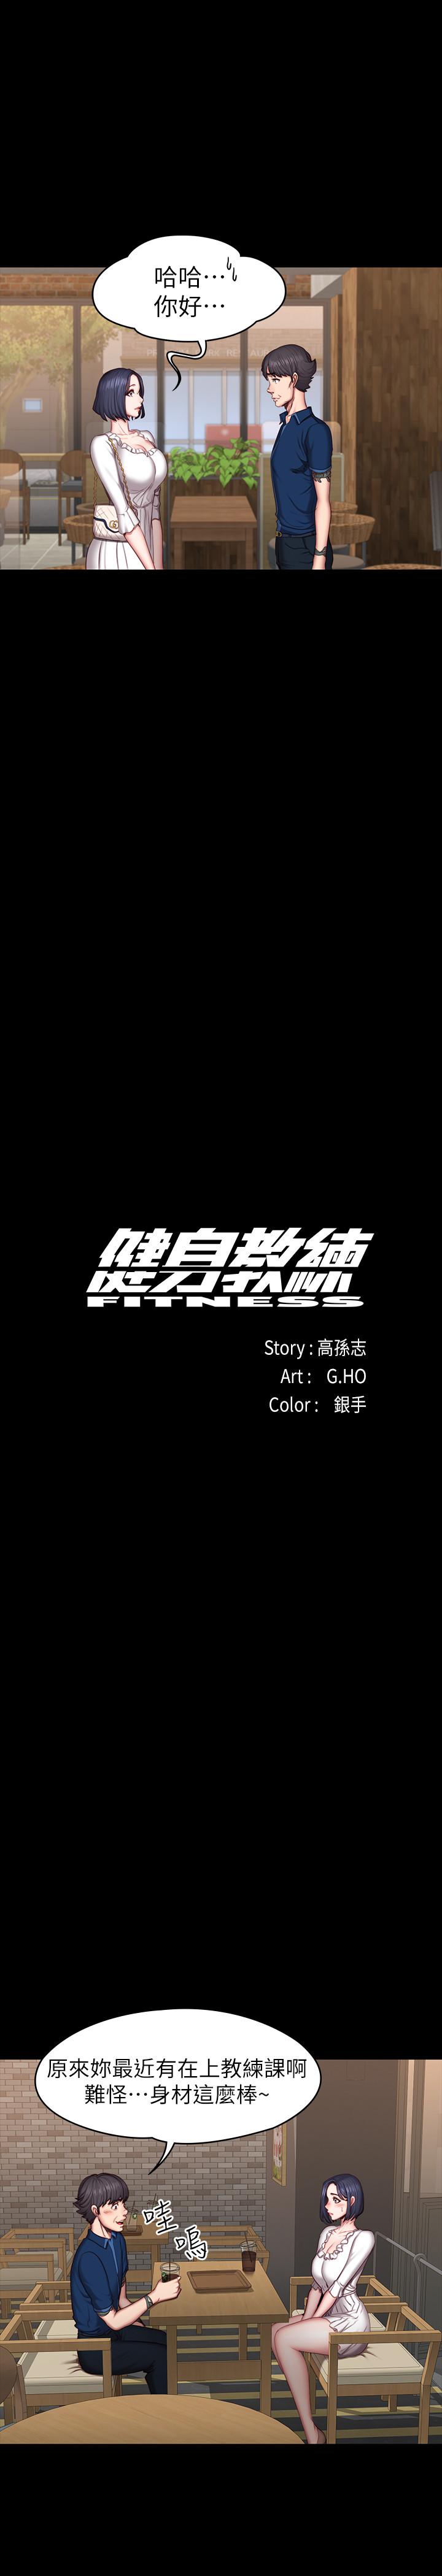 哈哈⋯
你好⋯
健身教練
FITNESS
Story : 高孫志
Art : G.HO
Color : 銀手
原來妳最近有在上教練課啊
難怪⋯身材這麼棒~
哇
嗚